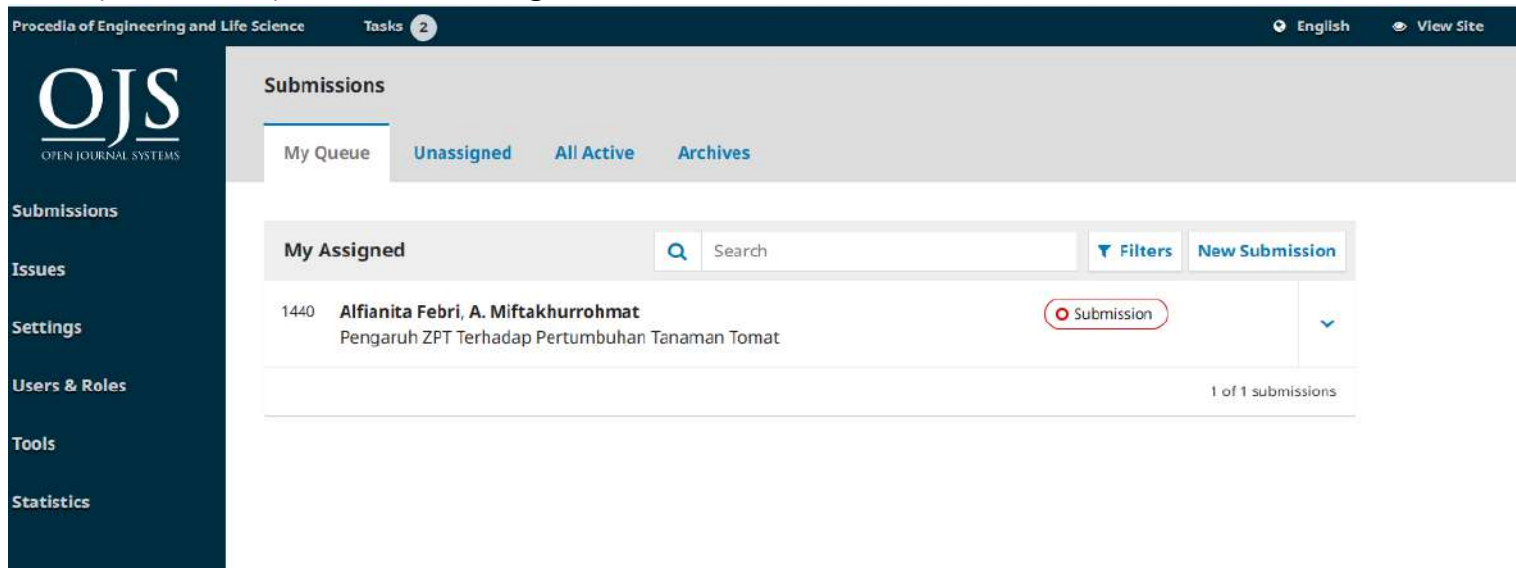 Procedia of Engineering and Life Science Tasks 2 English View Site
OJS
OPEN JOURNAL SYSTEMS
Submissions
Issues
Settings
Users & Roles
Tools
Statistics
Submissions
My Queue Unassigned All Active Archives
My Assigned Search Filters New Submission
1440 Alfianita Febri, A. Miftakhurrohmat Submission
Pengaruh ZPT Terhadap Pertumbuhan Tanaman Tomat
1 of 1 submissions